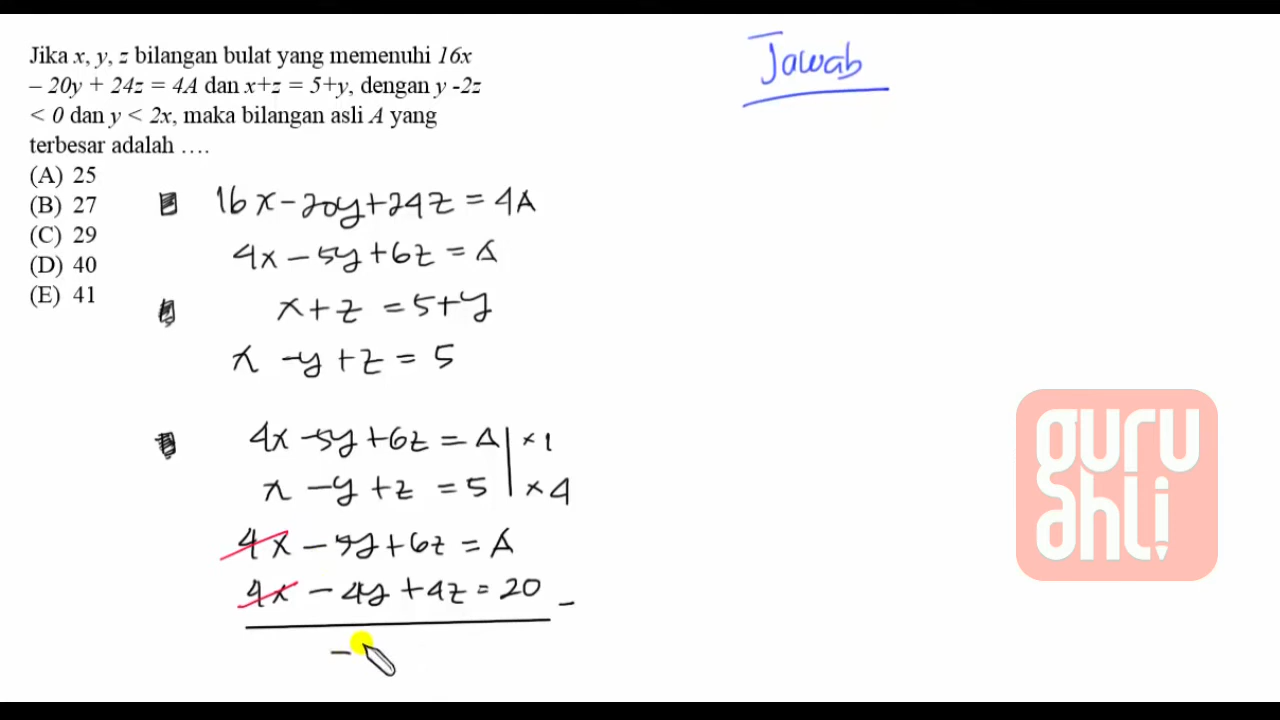 Jika x, y, z bilangan bulat yang memenuhi 16x
– 20y + 24z = 4A dan x+z = 5+y, dengan y -2z
< 0 dan y < 2x, maka bilangan asli A yang
terbesar adalah ….
(A) 25
(B) 27
(C) 29
(D) 40
(E) 41
Jawab
16x - 20y + 24z = 4A
4x - 5y + 6z = A
x + z = 5 + y
x - y + z = 5
4x - 5y + 6z = A | × 1
x - y + z = 5 | × 4
4x - 5y + 6z = A
4x - 4y + 4z = 20 -
-
guru
ahli